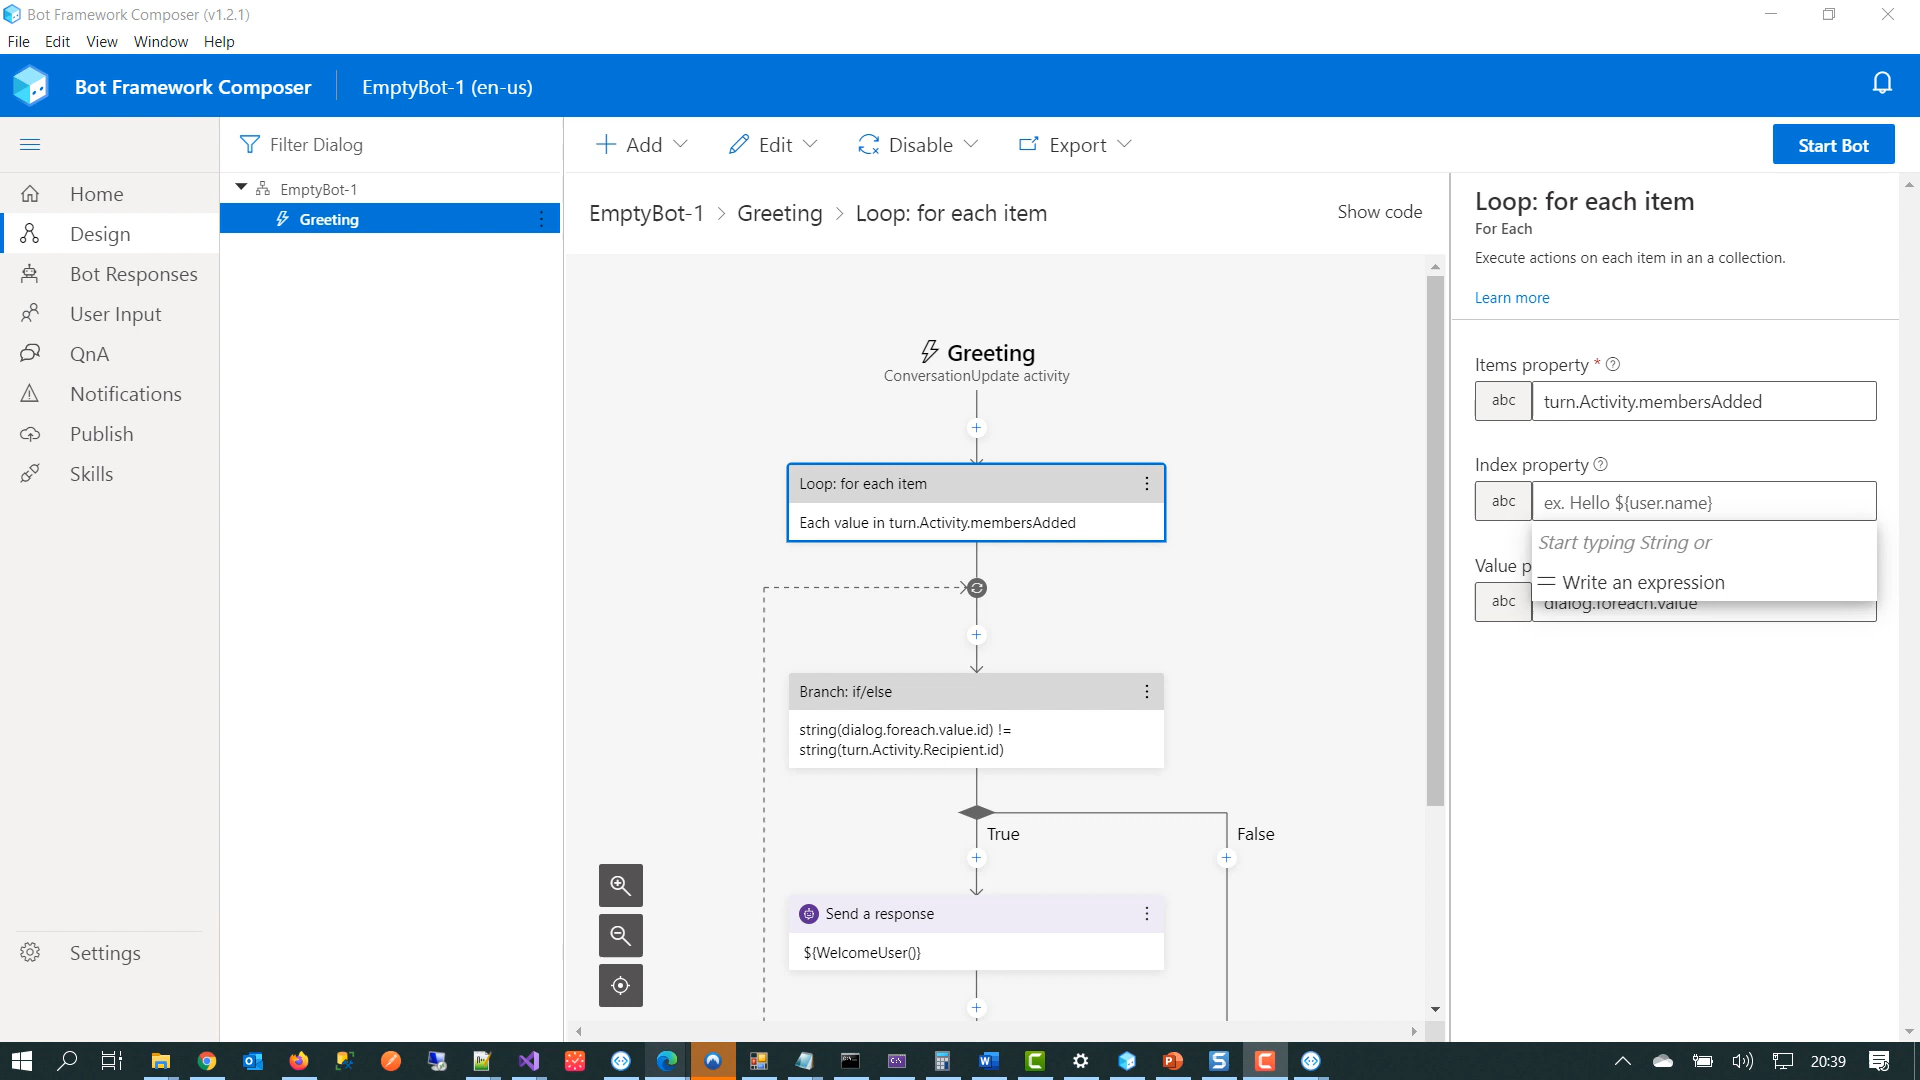 Bot Framework Composer (v1.2.1)
File Edit View Window Help
Bot Framework Composer
EmptyBot-1 (en-us)
Filter Dialog
Add
Edit
Disable
Export
Start Bot
Home
Design
Bot Responses
User Input
QnA
Notifications
Publish
Skills
Settings
EmptyBot-1
Greeting
EmptyBot-1 > Greeting > Loop: for each item
Show code
Greeting
ConversationUpdate activity
Loop: for each item
Each value in turn.Activity.membersAdded
Branch: if/else
string(dialog.foreach.value.id) !=
string(turn.Activity.Recipient.id)
True
False
Send a response
${WelcomeUser()}
Loop: for each item
For Each
Execute actions on each item in an a collection.
Learn more
Items property *
abc
turn.Activity.membersAdded
Index property
abc
ex. Hello ${user.name}
Start typing String or
Write an expression
Value p
abc
dialog.foreach.value
20:39